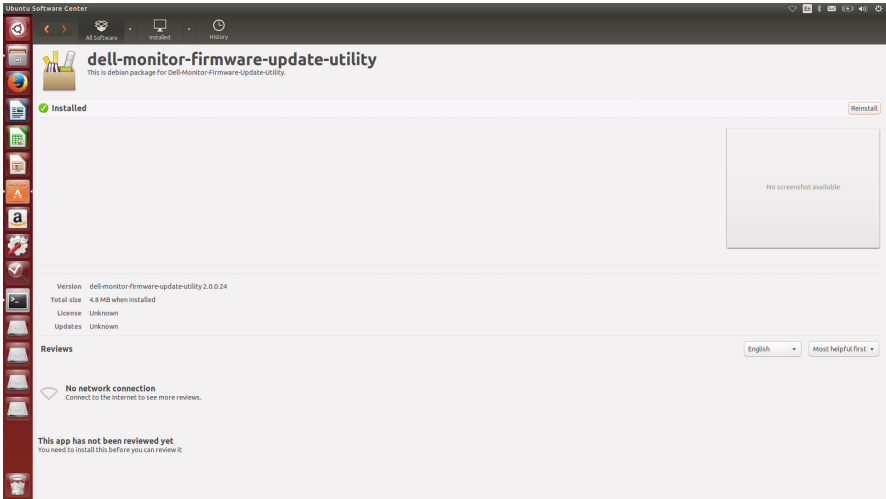 Ubuntu Software Center
En
All Software
Installed
History
dell-monitor-firmware-update-utility
This is debian package for Dell-Monitor-Firmware-Update-Utility.
Installed
Reinstall
No screenshot available
Version dell-monitor-firmware-update-utility 2.0.0.24
Total size 4.8 MB when installed
License Unknown
Updates Unknown
Reviews
English
Most helpful first
No network connection
Connect to the Internet to see more reviews.
This app has not been reviewed yet
You need to install this before you can review it